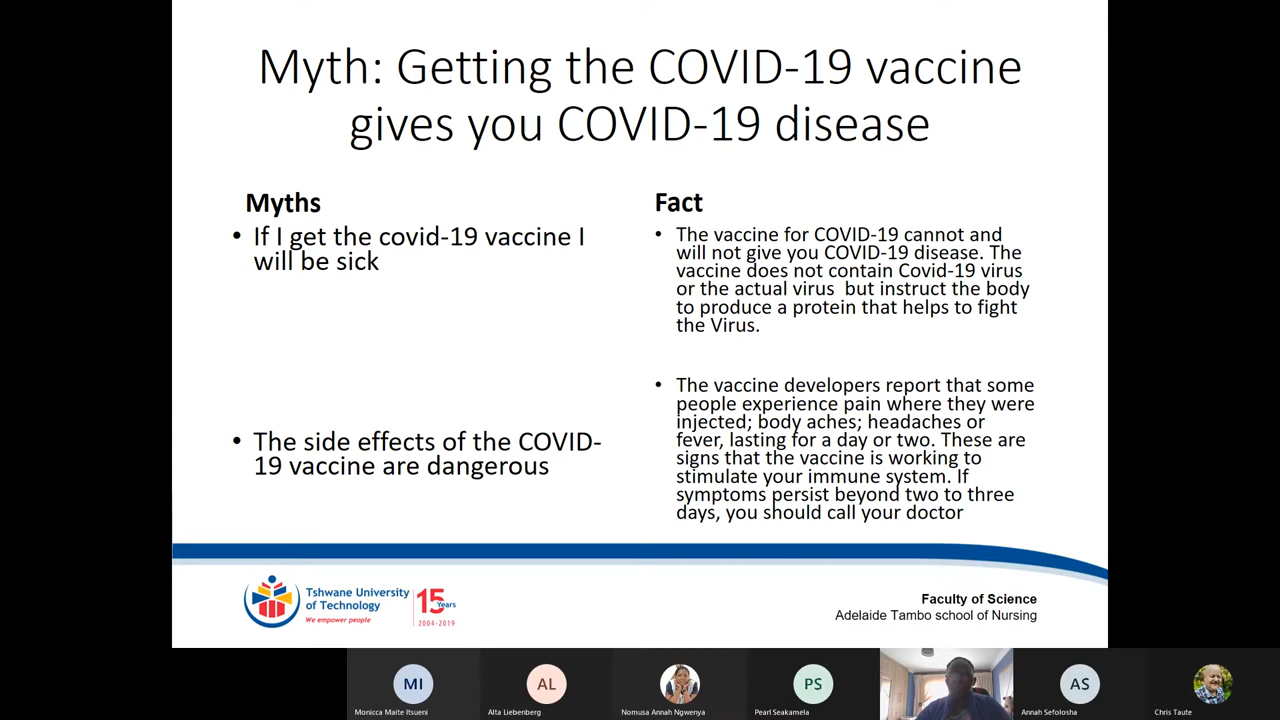 Myth: Getting the COVID-19 vaccine
gives you COVID-19 disease
Myths
• If I get the covid-19 vaccine I
will be sick
• The side effects of the COVID-
19 vaccine are dangerous
Fact
• The vaccine for COVID-19 cannot and
will not give you COVID-19 disease. The
vaccine does not contain Covid-19 virus
or the actual virus but instruct the body
to produce a protein that helps to fight
the Virus.
• The vaccine developers report that some
people experience pain where they were
injected; body aches; headaches or
fever, lasting for a day or two. These are
signs that the vaccine is working to
stimulate your immune system. If
symptoms persist beyond two to three
days, you should call your doctor
Tshwane University
of Technology
We empower people
15 Years
2004-2019
Faculty of Science
Adelaide Tambo school of Nursing
MI
AL
PS
AS
Monicca Maite Itsueni
Alta Liebenberg
Nomusa Annah Ngwenya
Pearl Seakamela
Annah Sefolosha
Chris Taute